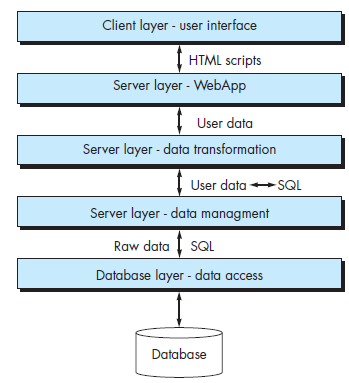 Client layer - user interface
HTML scripts
Server layer - WebApp
User data
Server layer - data transformation
User data SQL
Server layer - data managment
Raw data SQL
Database layer - data access
Database